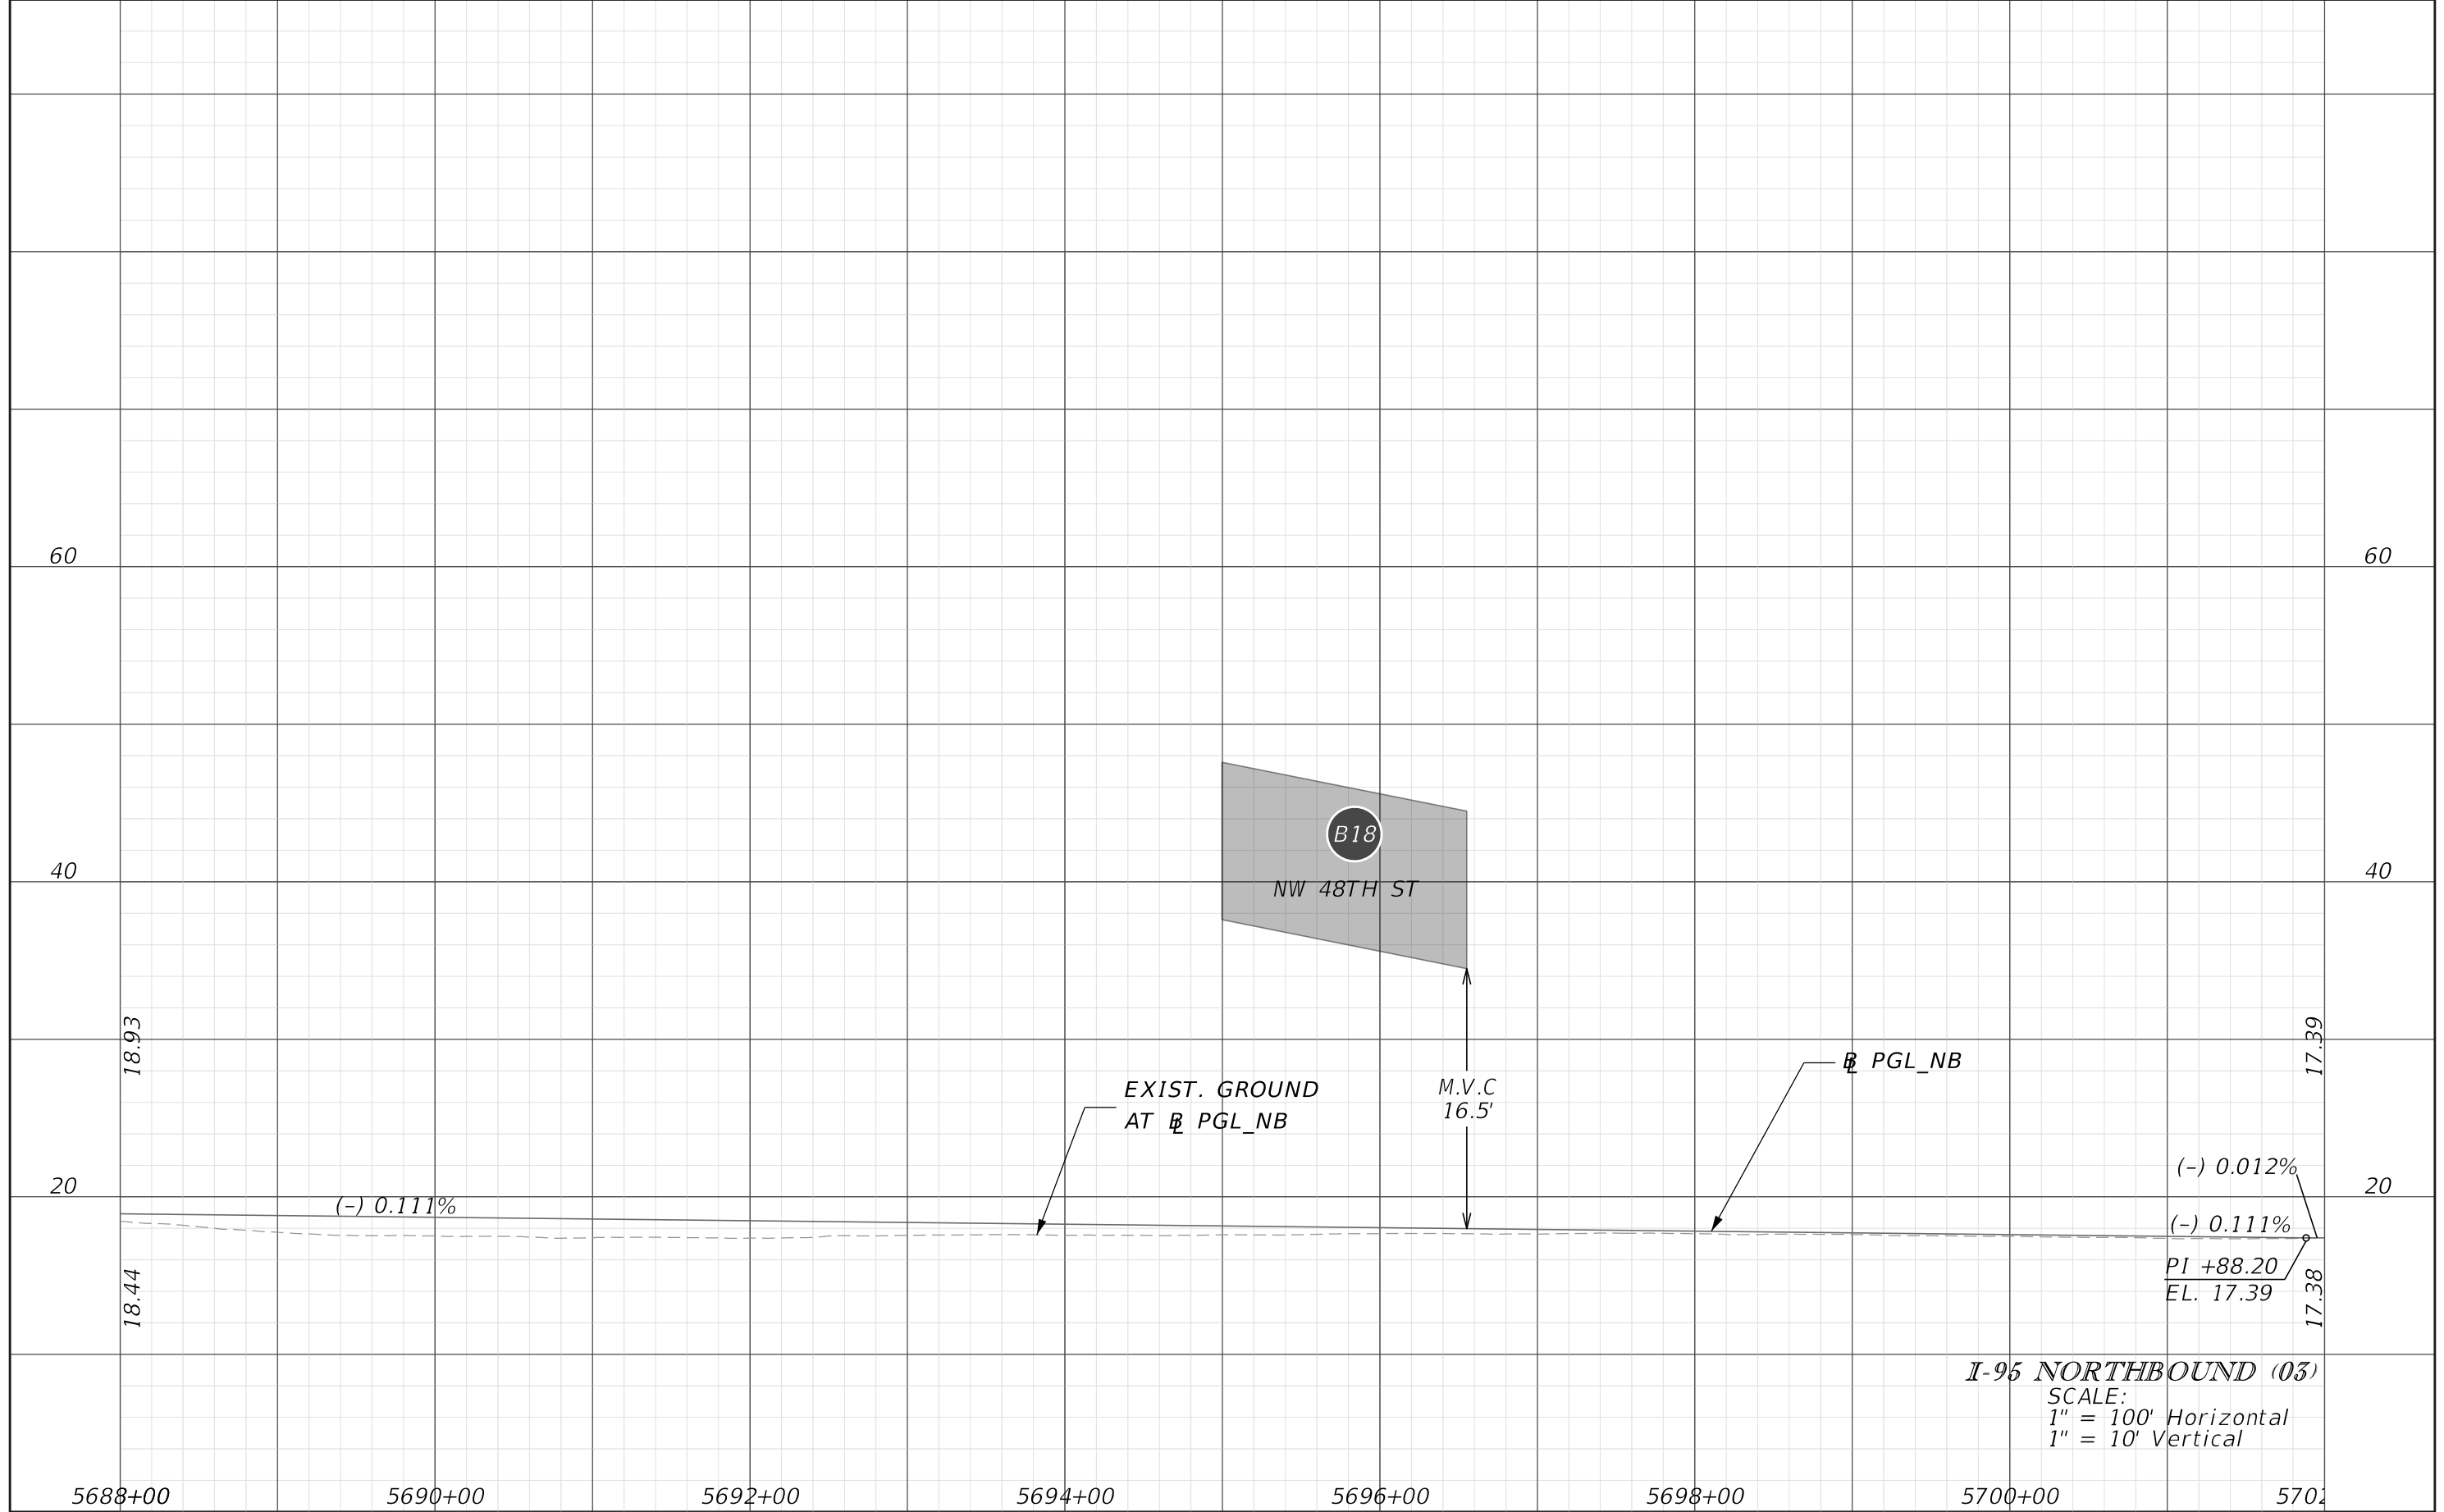 60
60
B18
40
NW 48TH ST
40
18.93
17.39
EXIST. GROUND
AT BL PGL_NB
M.V.C
16.5'
BL PGL_NB
(-) 0.012%
20
20
(-) 0.111%
(-) 0.111%
PI +88.20
EL. 17.39
18.44
17.38
I-95 NORTHBOUND (03)
SCALE:
1" = 100' Horizontal
1" = 10' Vertical
5688+00
5690+00
5692+00
5694+00
5696+00
5698+00
5700+00
5702